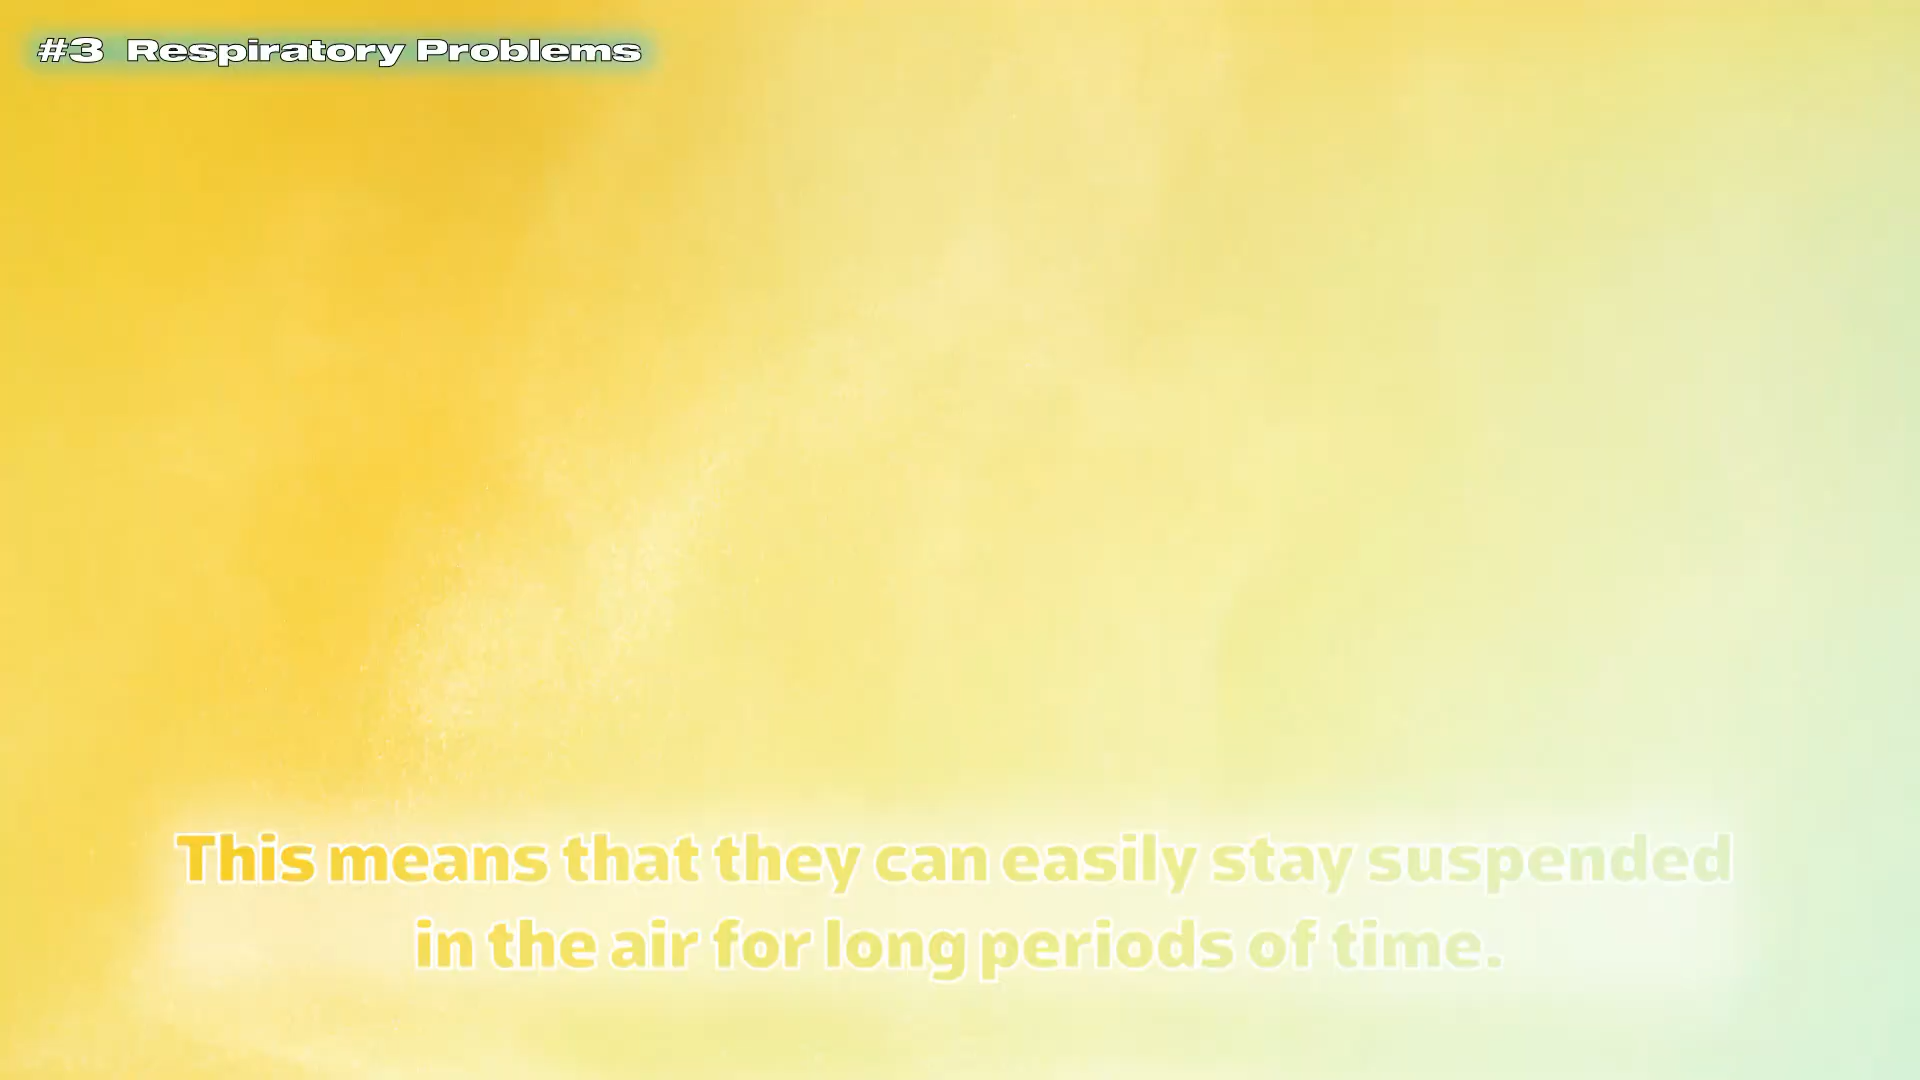 #3 Respiratory Problems
This means that they can easily stay suspended
in the air for long periods of time.